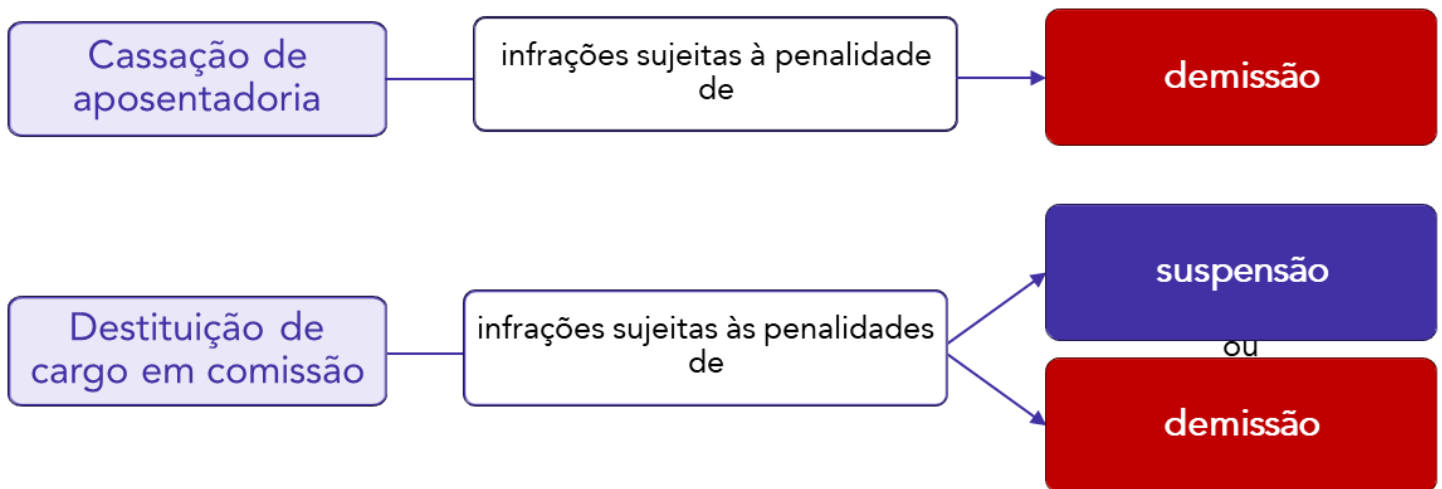 Cassação de
aposentadoria
infrações sujeitas à penalidade
de
demissão
Destituição de
cargo em comissão
infrações sujeitas às penalidades
de
suspensão
ou
demissão